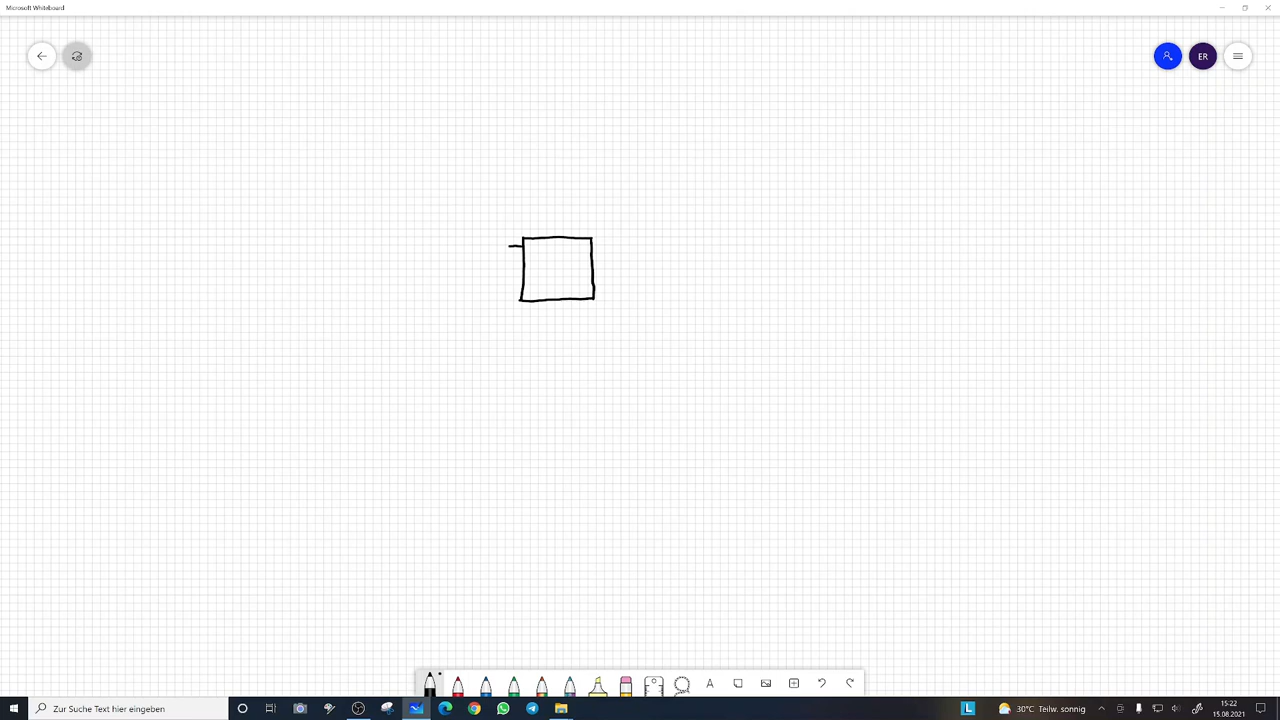 Microsoft Whiteboard
ER
A
Zur Suche Text hier eingeben
L
30°C Teilw. sonnig
15:22
15.08.2021